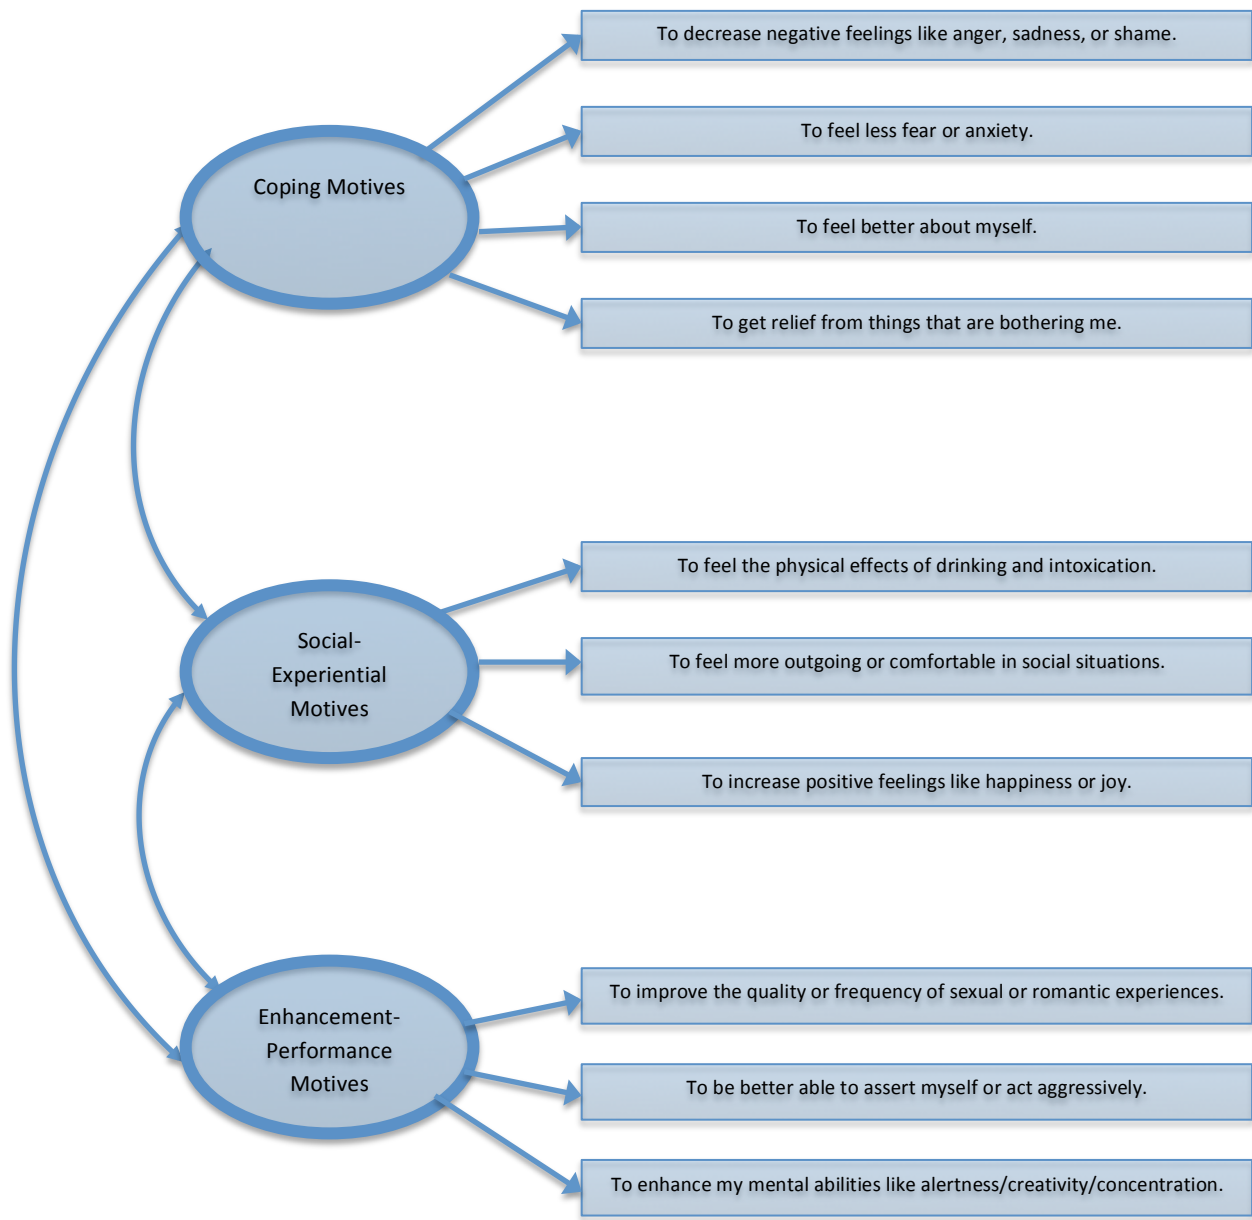 To decrease negative feelings like anger, sadness, or shame.
To feel less fear or anxiety.
Coping Motives
To feel better about myself.
To get relief from things that are bothering me.
To feel the physical effects of drinking and intoxication.
Social-
Experiential
Motives
To feel more outgoing or comfortable in social situations.
To increase positive feelings like happiness or joy.
To improve the quality or frequency of sexual or romantic experiences.
Enhancement-
Performance
Motives
To be better able to assert myself or act aggressively.
To enhance my mental abilities like alertness/creativity/concentration.